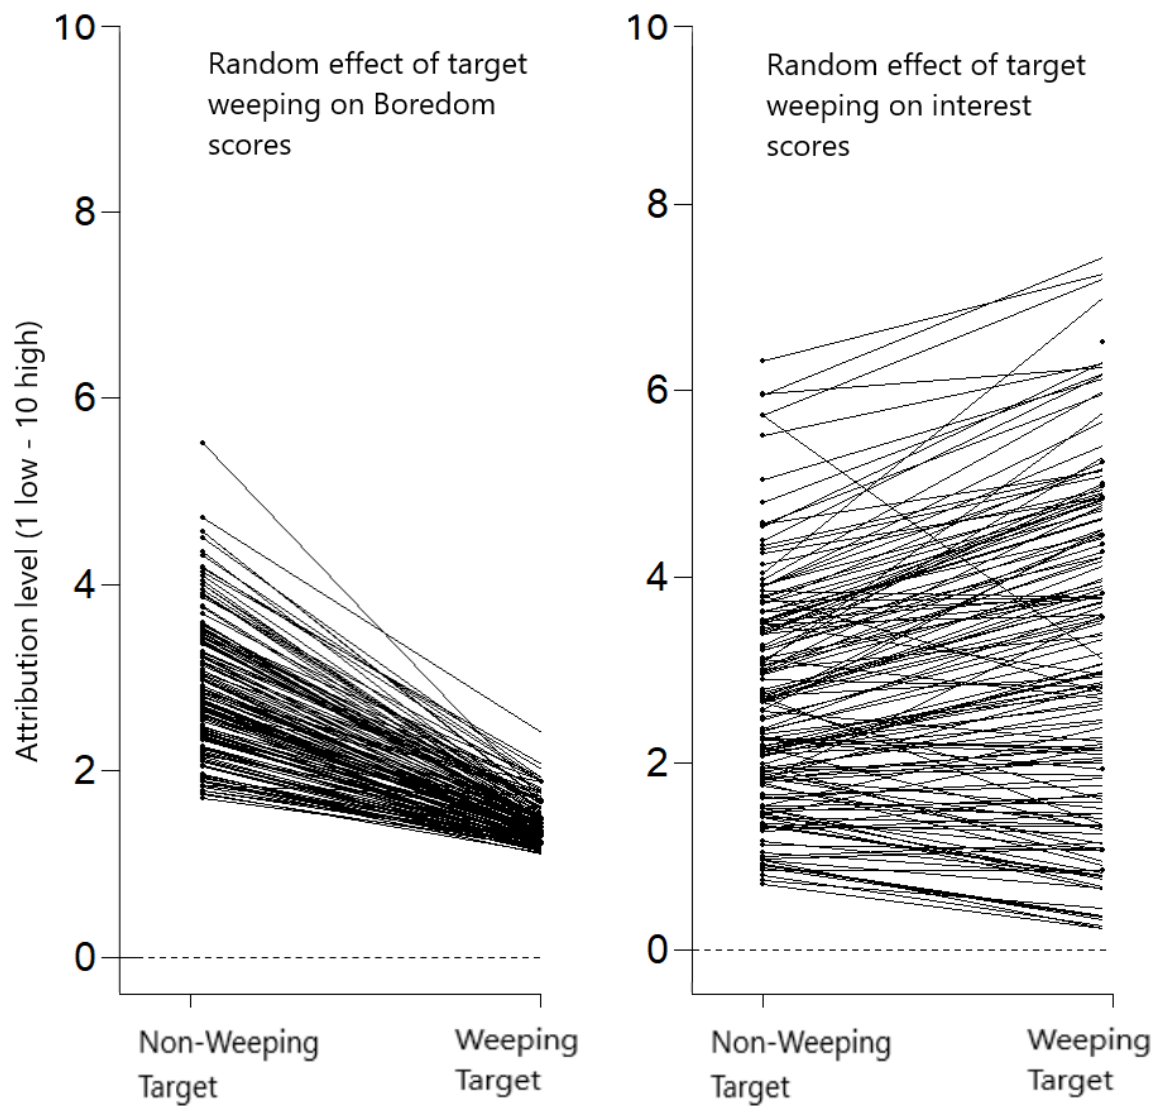 Attribution level (1 low - 10 high)
10
8
6
4
2
0
Random effect of target
weeping on Boredom
scores
Non-Weeping
Target
Weeping
Target
10
8
6
4
2
0
Random effect of target
weeping on interest
scores
Non-Weeping
Target
Weeping
Target